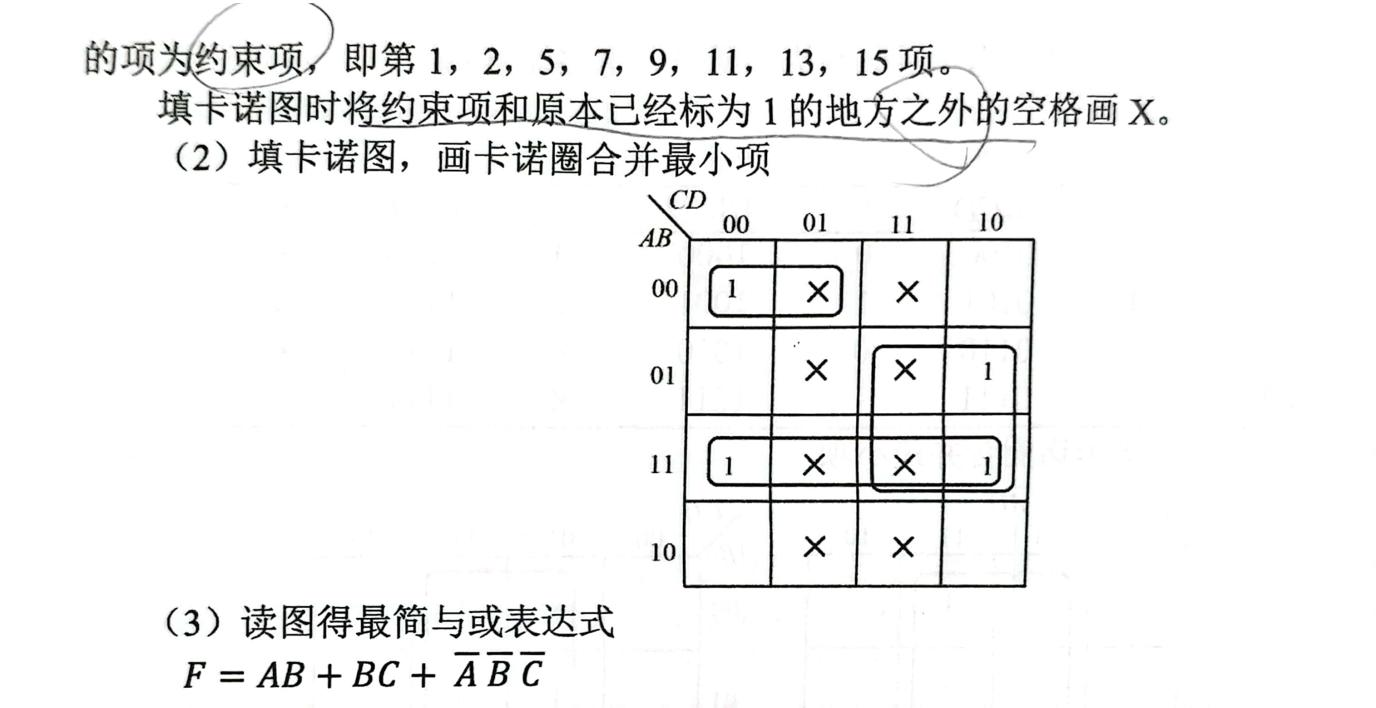 的项为约束项，即第 1，2，5，7，9，11，13，15 项。
填卡诺图时将约束项和原本已经标为 1 的地方之外的空格画 X。
（2）填卡诺图，画卡诺圈合并最小项
CD
AB
00 01 11 10
00 1 × ×
01 × × 1
11 1 × × 1
10 × ×
（3）读图得最简与或表达式
F = AB + BC + A̅ B̅ C̅